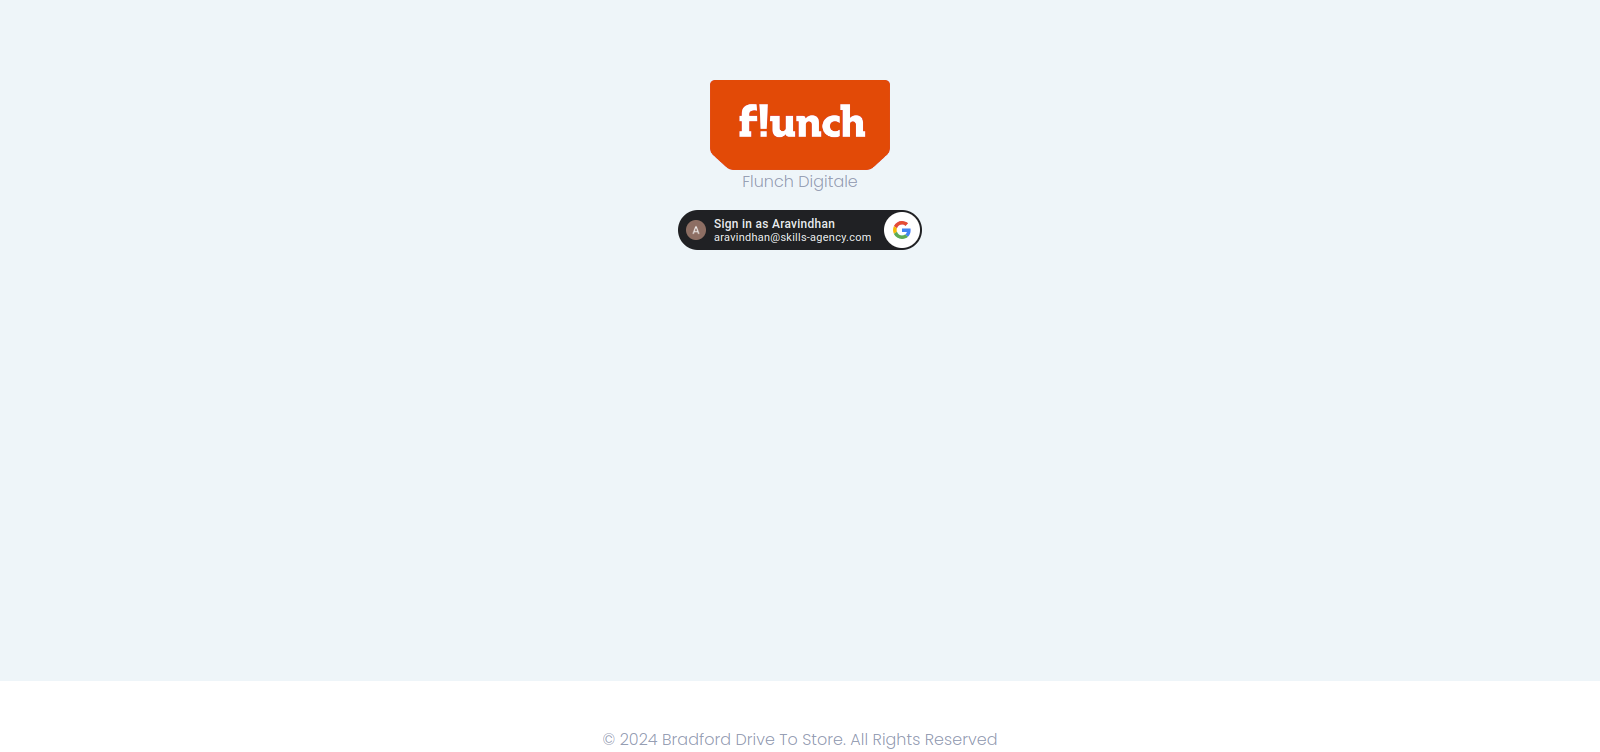 f!unch
Flunch Digitale
A
Sign in as Aravindhan
aravindhan@skills-agency.com
G
© 2024 Bradford Drive To Store. All Rights Reserved